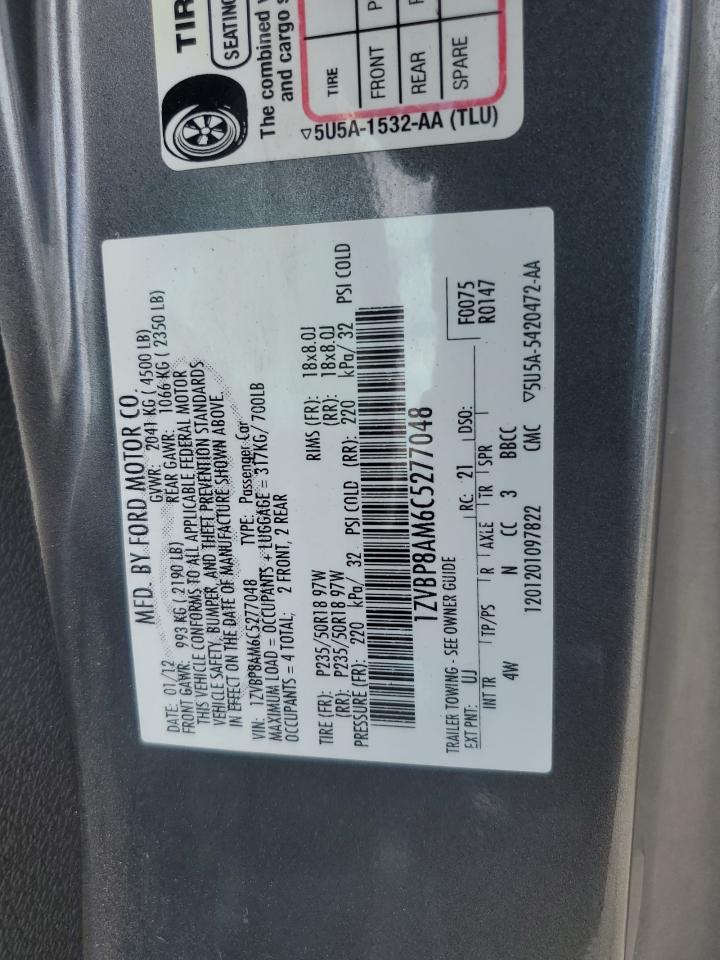 TIR
SEATING
The combined
and cargo
TIRE
FRONT P
REAR
SPARE
▽5U5A-1532-AA (TLU)
MFD. BY FORD MOTOR CO.
DATE: 01/12 GVWR: 2041 KG ( 4500 LB)
FRONT GAWR: 993 KG ( 2190 LB) REAR GAWR: 1066 KG ( 2350 LB)
THIS VEHICLE CONFORMS TO ALL APPLICABLE FEDERAL MOTOR
VEHICLE SAFETY, BUMPER, AND THEFT PREVENTION STANDARDS
IN EFFECT ON THE DATE OF MANUFACTURE SHOWN ABOVE.
VIN: 1ZVBP8AM6C5277048 TYPE: Passenger Car
MAXIMUM LOAD = OCCUPANTS + LUGGAGE = 317KG/ 700LB
OCCUPANTS = 4 TOTAL; 2 FRONT, 2 REAR
TIRE (FR): P235/50R18 97W RIMS (FR): 18x8.0J
(RR): P235/50R18 97W (RR): 18x8.0J
PRESSURE (FR): 220 kPa/ 32 PSI COLD (RR): 220 kPa/ 32 PSI COLD
1ZVBP8AM6C5277048
TRAILER TOWING - SEE OWNER GUIDE F0075
EXT PNT: UJ RC: 21 DSO: R0147
INT TR TP/PS R AXLE TR SPR
4W N CC 3 BBCC
1201201097822 CMC ▽5U5A-5420472-AA